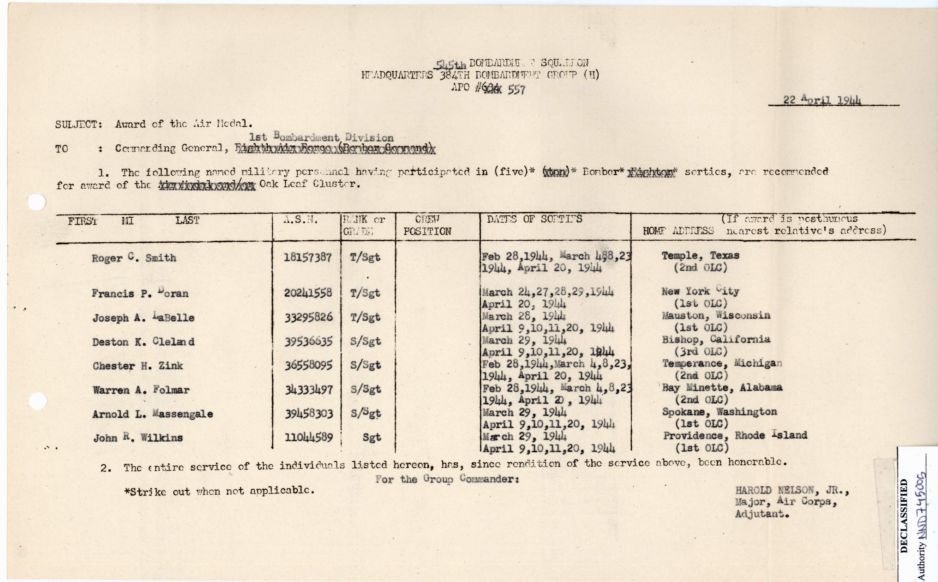 545th BOMBARDMENT SQUADRON
HEADQUARTERS 384TH BOMBARDMENT GROUP (H)
APO #634 557
22 April 1944
SUBJECT: Award of the Air Medal.
1st Bombardment Division
TO : Commanding General, Eighth Air Force (Bomber Command)
1. The following named military personnel having participated in (five)* (ten)* Bomber* Fighter* sorties, are recommended
for award of the Oak Leaf Cluster.
FIRST MI LAST A.S.N. RANK or GRADE CREW POSITION DATES OF SORTIES (If award is posthumous
HOME ADDRESS nearest relative's address)
Roger C. Smith 18157387 T/Sgt Feb 28,1944, March 4,8,23 Temple, Texas
1944, April 20, 1944 (2nd OLC)
Francis P. Doran 20241558 T/Sgt March 24,27,28,29,1944 New York City
April 20, 1944 (1st OLC)
Joseph A. LaBelle 33295826 T/Sgt March 28, 1944 Mauston, Wisconsin
April 9,10,11,20, 1944 (1st OLC)
Deston K. Cleland 39536635 S/Sgt March 29, 1944 Bishop, California
April 9,10,11,20, 1944 (3rd OLC)
Chester H. Zink 36558095 S/Sgt Feb 28,1944,March 4,8,23, Temperance, Michigan
1944, April 20, 1944 (2nd OLC)
Warren A. Folmar 34333497 S/Sgt Feb 28,1944, March 4,8,23 Bay Minette, Alabama
1944, April 20, 1944 (2nd OLC)
Arnold L. Massengale 39458303 S/Sgt March 29, 1944 Spokane, Washington
April 9,10,11,20, 1944 (1st OLC)
John R. Wilkins 11044589 Sgt March 29, 1944 Providence, Rhode Island
April 9,10,11,20, 1944 (1st OLC)
2. The entire service of the individuals listed hereon, has, since rendition of the service above, been honorable.
For the Group Commander:
*Strike out when not applicable.
HAROLD NELSON, JR.,
Major, Air Corps,
Adjutant.
DECLASSIFIED
Authority NND745005